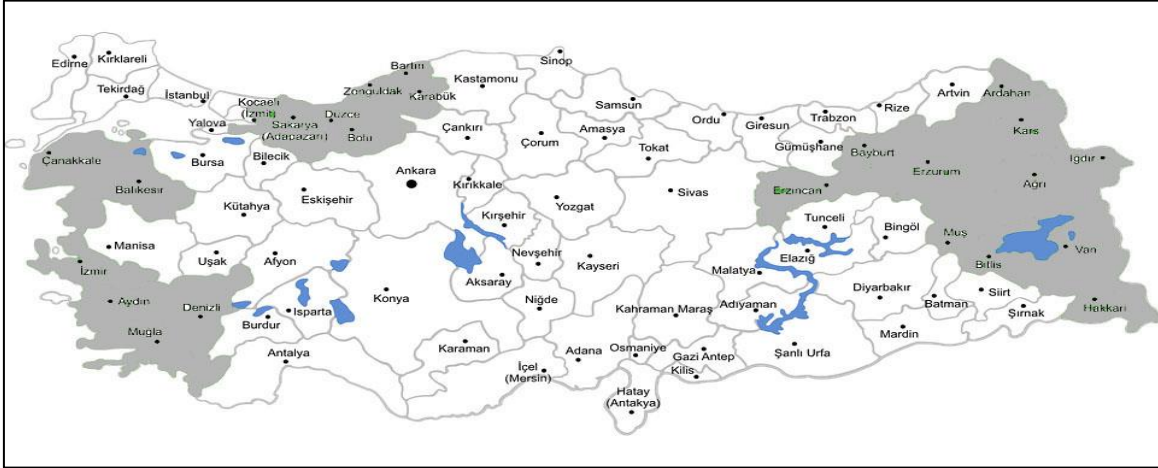 Edirne
Kırklareli
Tekirdağ
İstanbul
Kocaeli
(İzmit)
Yalova
Sakarya
(Adapazarı)
Düzce
Bolu
Zonguldak
Bartın
Karabük
Kastamonu
Sinop
Samsun
Ordu
Giresun
Trabzon
Rize
Artvin
Ardahan
Kars
Iğdır
Ağrı
Çanakkale
Balıkesir
Bursa
Bilecik
Eskişehir
Kütahya
Ankara
Çankırı
Çorum
Amasya
Tokat
Kırıkkale
Kırşehir
Yozgat
Sivas
Gümüşhane
Bayburt
Erzincan
Erzurum
Manisa
İzmir
Uşak
Afyon
Aydın
Denizli
Mugla
Burdur
Isparta
Antalya
Konya
Aksaray
Nevşehir
Niğde
Kayseri
Karaman
İçel
(Mersin)
Adana
Osmaniye
Hatay
(Antakya)
Kahraman Maraş
Gazi Antep
Kilis
Adıyaman
Malatya
Elazığ
Tunceli
Bingöl
Muş
Bitlis
Van
Hakkari
Şırnak
Siirt
Batman
Diyarbakır
Mardin
Şanlı Urfa